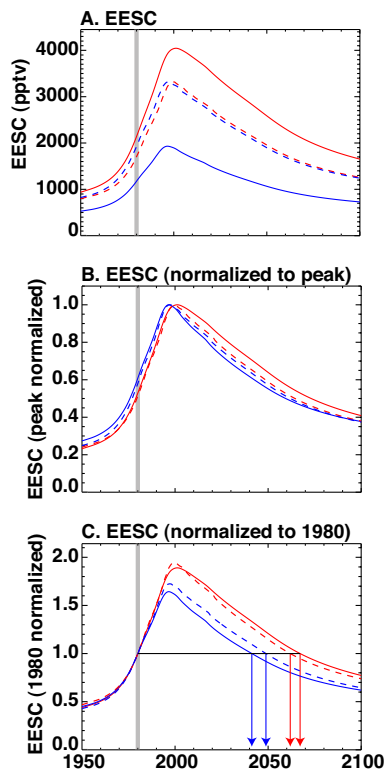 A. EESC
EESC (pptv)
4000
3000
2000
1000
0
B. EESC (normalized to peak)
EESC (peak normalized)
1.0
0.8
0.6
0.4
0.2
0.0
C. EESC (normalized to 1980)
EESC (1980 normalized)
2.0
1.5
1.0
0.5
0.0
1950 2000 2050 2100